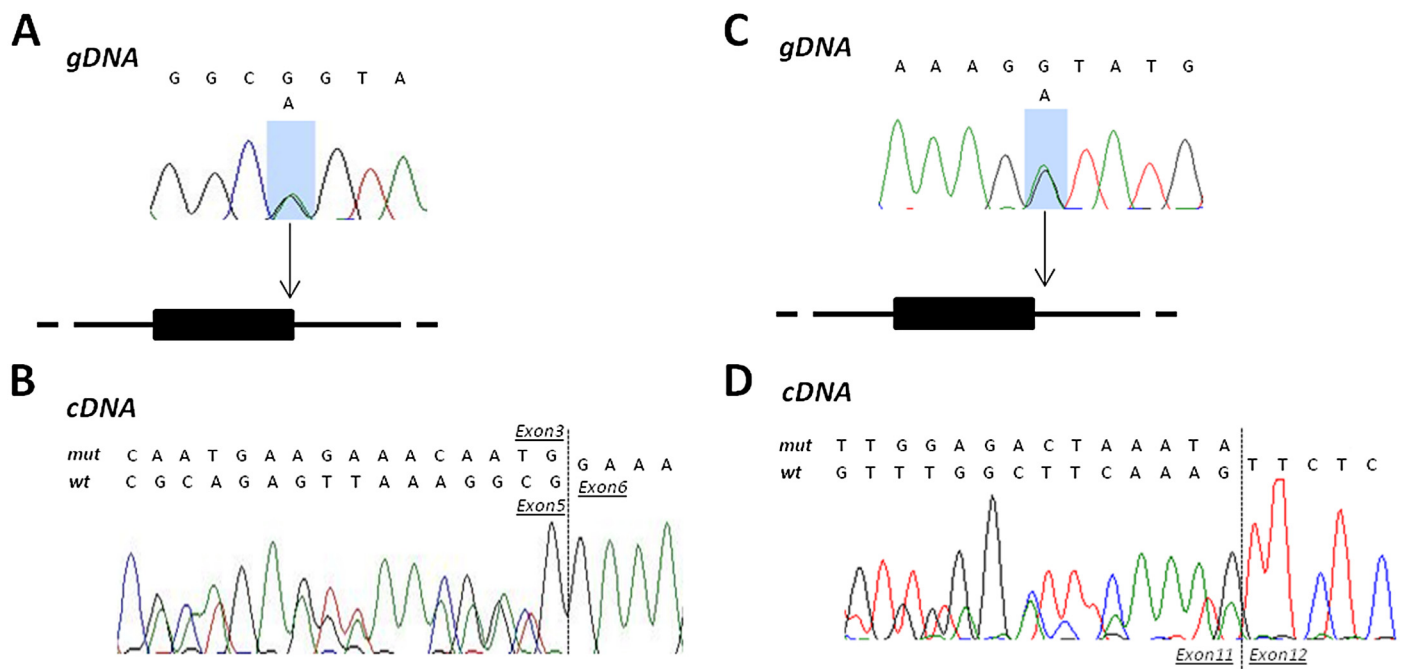 A
gDNA
G G C G G T A
A
B
cDNA
Exon3
mut C A A T G A A G A A A C A A T G G A A A
wt C G C A G A G T T A A A G G C G Exon6
Exon5
C
gDNA
A A A G G T A T G
A
D
cDNA
mut T T G G A G A C T A A A T A T T C T C
wt G T T T G G C T T C A A A G
Exon11 Exon12